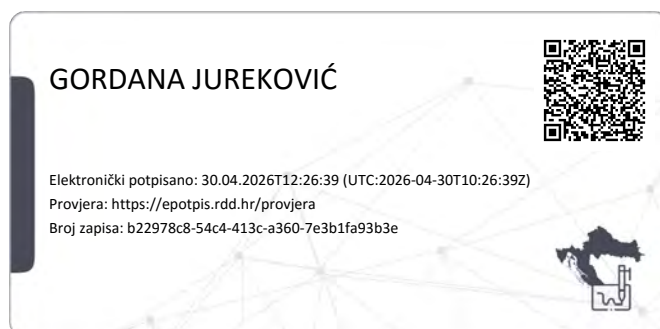 GORDANA JUREKOVIĆ
Elektronički potpisano: 30.04.2026T12:26:39 (UTC:2026-04-30T10:26:39Z)
Provjera: https://epotpis.rdd.hr/provjera
Broj zapisa: b22978c8-54c4-413c-a360-7e3b1fa93b3e